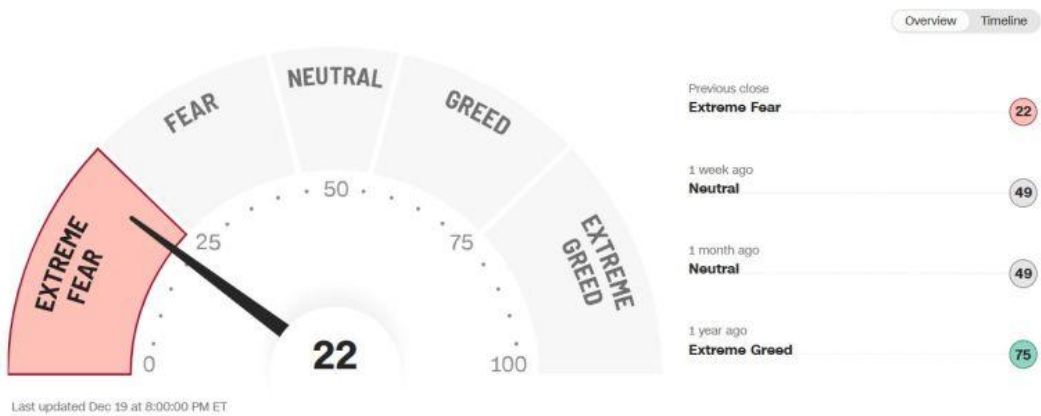 Overview Timeline
EXTREME
FEAR
FEAR
NEUTRAL
GREED
EXTREME
GREED
0
25
50
75
100
22
Last updated Dec 19 at 8:00:00 PM ET
Previous close
Extreme Fear 22
1 week ago
Neutral 49
1 month ago
Neutral 49
1 year ago
Extreme Greed 75